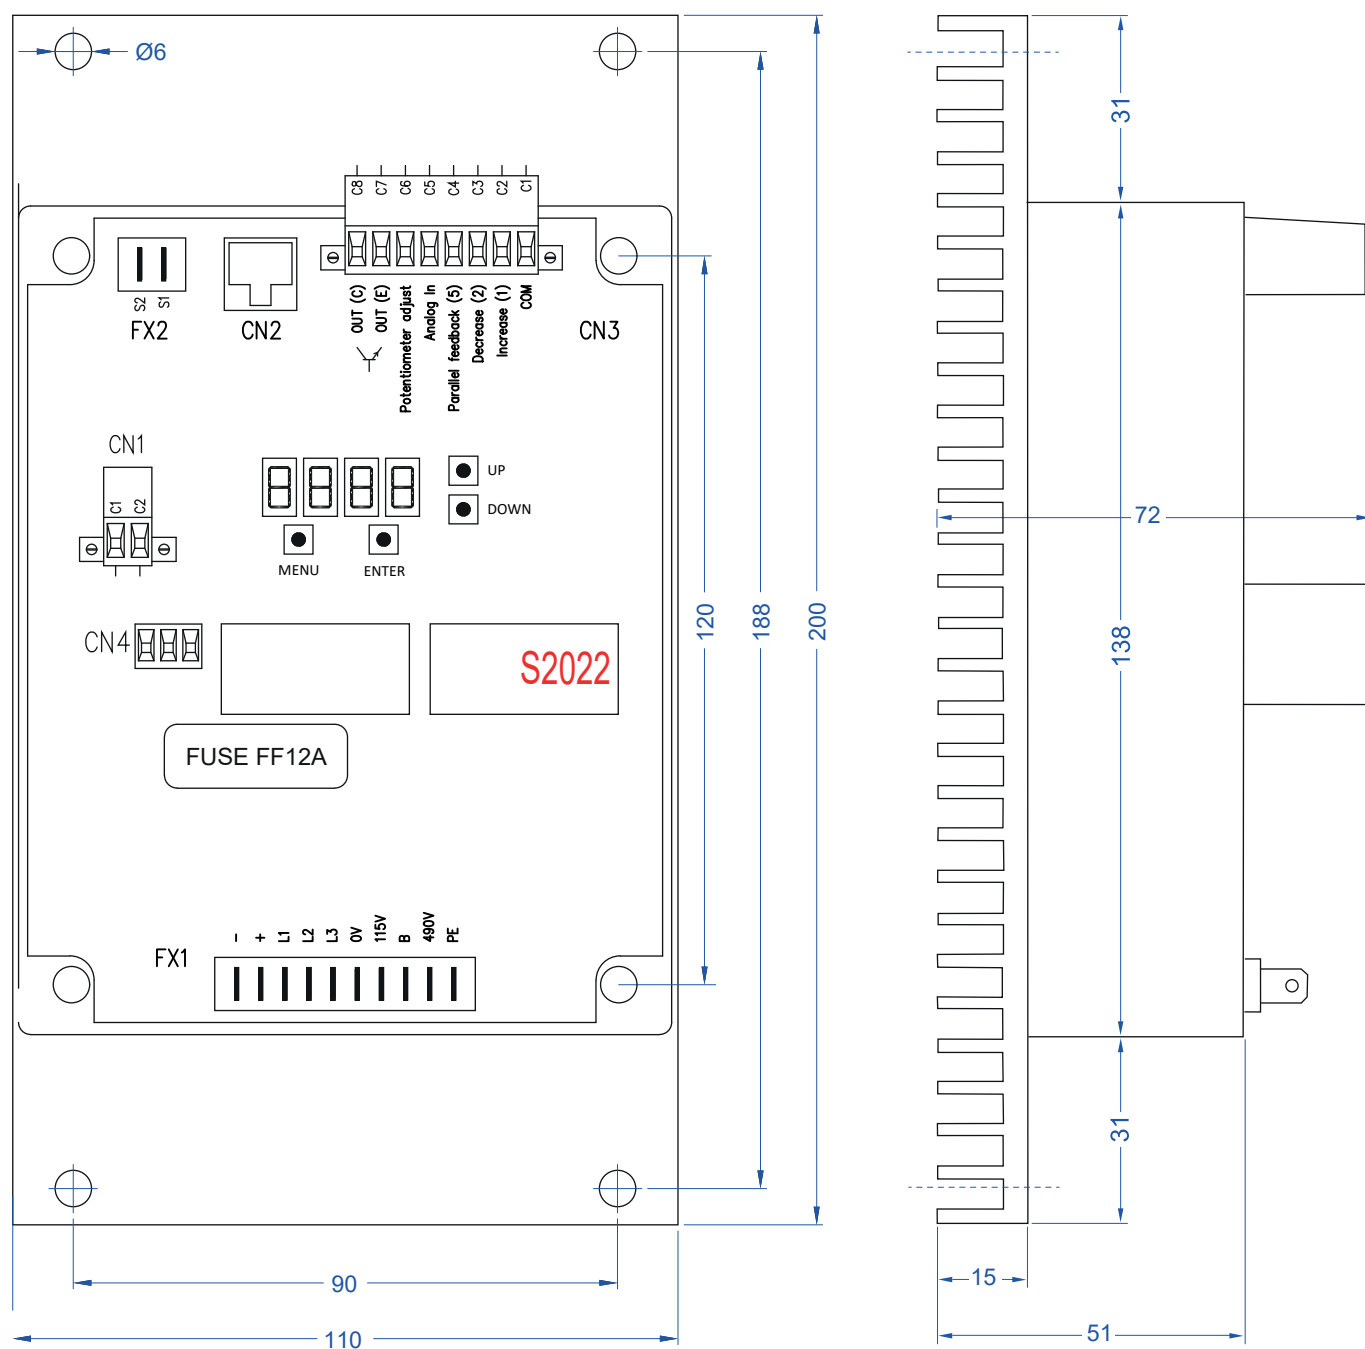 Ø6
31
C8
C7
C6
C5
C4
C3
C2
C1
S2
S1
FX2
CN2
CN3
OUT (C)
OUT (E)
Potentiometer adjust
Analog In
Parallel feedback (5)
Decrease (2)
Increase (1)
COM
CN1
C1
C2
UP
DOWN
MENU
ENTER
72
120
188
200
138
CN4
S2022
FUSE FF12A
FX1
-
+
L1
L2
L3
0V
115V
B
490V
PE
31
90
15
110
51